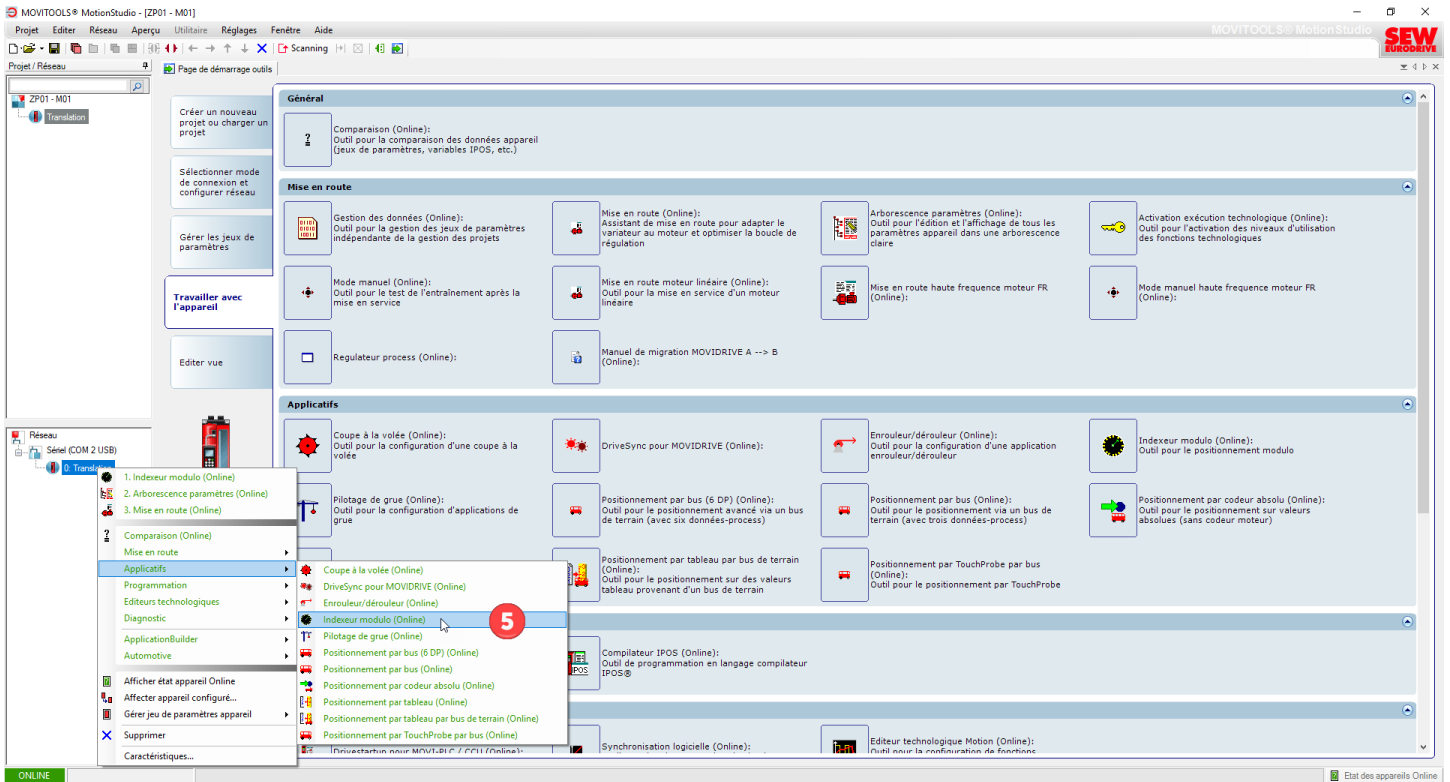 MOVITOOLS® MotionStudio - [ZP01 - M01]
Projet Editer Réseau Aperçu Utilitaire Réglages Fenêtre Aide
MOVITOOLS® MotionStudio
SEW
EURODRIVE
Scanning
Projet / Réseau
Page de démarrage outils
ZP01 - M01
Translation
Créer un nouveau
projet ou charger un
projet
Sélectionner mode
de connexion et
configurer réseau
Gérer les jeux de
paramètres
Travailler avec
l'appareil
Editer vue
Général
Comparaison (Online):
Outil pour la comparaison des données appareil
(jeux de paramètres, variables IPOS, etc.)
Mise en route
Gestion des données (Online):
Outil pour la gestion des jeux de paramètres
indépendante de la gestion des projets
Mise en route (Online):
Assistant de mise en route pour adapter le
variateur au moteur et optimiser la boucle de
régulation
Arborescence paramètres (Online):
Outil pour l'édition et l'affichage de tous les
paramètres appareil dans une arborescence
claire
Activation exécution technologique (Online):
Outil pour l'activation des niveaux d'utilisation
des fonctions technologiques
Mode manuel (Online):
Outil pour le test de l'entraînement après la
mise en service
Mise en route moteur linéaire (Online):
Outil pour la mise en service d'un moteur
linéaire
Mise en route haute frequence moteur FR
(Online):
Mode manuel haute frequence moteur FR
(Online):
Regulateur process (Online):
Manuel de migration MOVIDRIVE A --> B
(Online):
Applicatifs
Coupe à la volée (Online):
Outil pour la configuration d'une coupe à la
volée
DriveSync pour MOVIDRIVE (Online):
Enrouleur/dérouleur (Online):
Outil pour la configuration d'une application
enrouleur/dérouleur
Indexeur modulo (Online):
Outil pour le positionnement modulo
Pilotage de grue (Online):
Outil pour la configuration d'applications de
grue
Positionnement par bus (6 DP) (Online):
Outil pour le positionnement avancé via un bus
de terrain (avec six données-process)
Positionnement par bus (Online):
Outil pour le positionnement via un bus de
terrain (avec trois données-process)
Positionnement par codeur absolu (Online):
Outil pour le positionnement sur valeurs
absolues (sans codeur moteur)
Positionnement par tableau par bus de terrain
(Online):
Outil pour le positionnement sur des valeurs
tableau provenant d'un bus de terrain
Positionnement par TouchProbe par bus
(Online):
Outil pour le positionnement par TouchProbe
Compilateur IPOS (Online):
Outil de programmation en langage compilateur
IPOS®
IPOS
Drivestartup pour MOVI-PLC / CCU (Online):
Synchronisation logicielle (Online):
Editeur technologique Motion (Online):
Outil pour la configuration de fonctions
Réseau
Sériel (COM 2 USB)
0: Translation
1. Indexeur modulo (Online)
2. Arborescence paramètres (Online)
3. Mise en route (Online)
Comparaison (Online)
Mise en route
Applicatifs
Programmation
Editeurs technologiques
Diagnostic
ApplicationBuilder
Automotive
Afficher état appareil Online
Affecter appareil configuré...
Gérer jeu de paramètres appareil
Supprimer
Caractéristiques...
Coupe à la volée (Online)
DriveSync pour MOVIDRIVE (Online)
Enrouleur/dérouleur (Online)
Indexeur modulo (Online)
5
Pilotage de grue (Online)
Positionnement par bus (6 DP) (Online)
Positionnement par bus (Online)
Positionnement par codeur absolu (Online)
Positionnement par tableau (Online)
Positionnement par tableau par bus de terrain (Online)
Positionnement par TouchProbe par bus (Online)
ONLINE
Etat des appareils Online